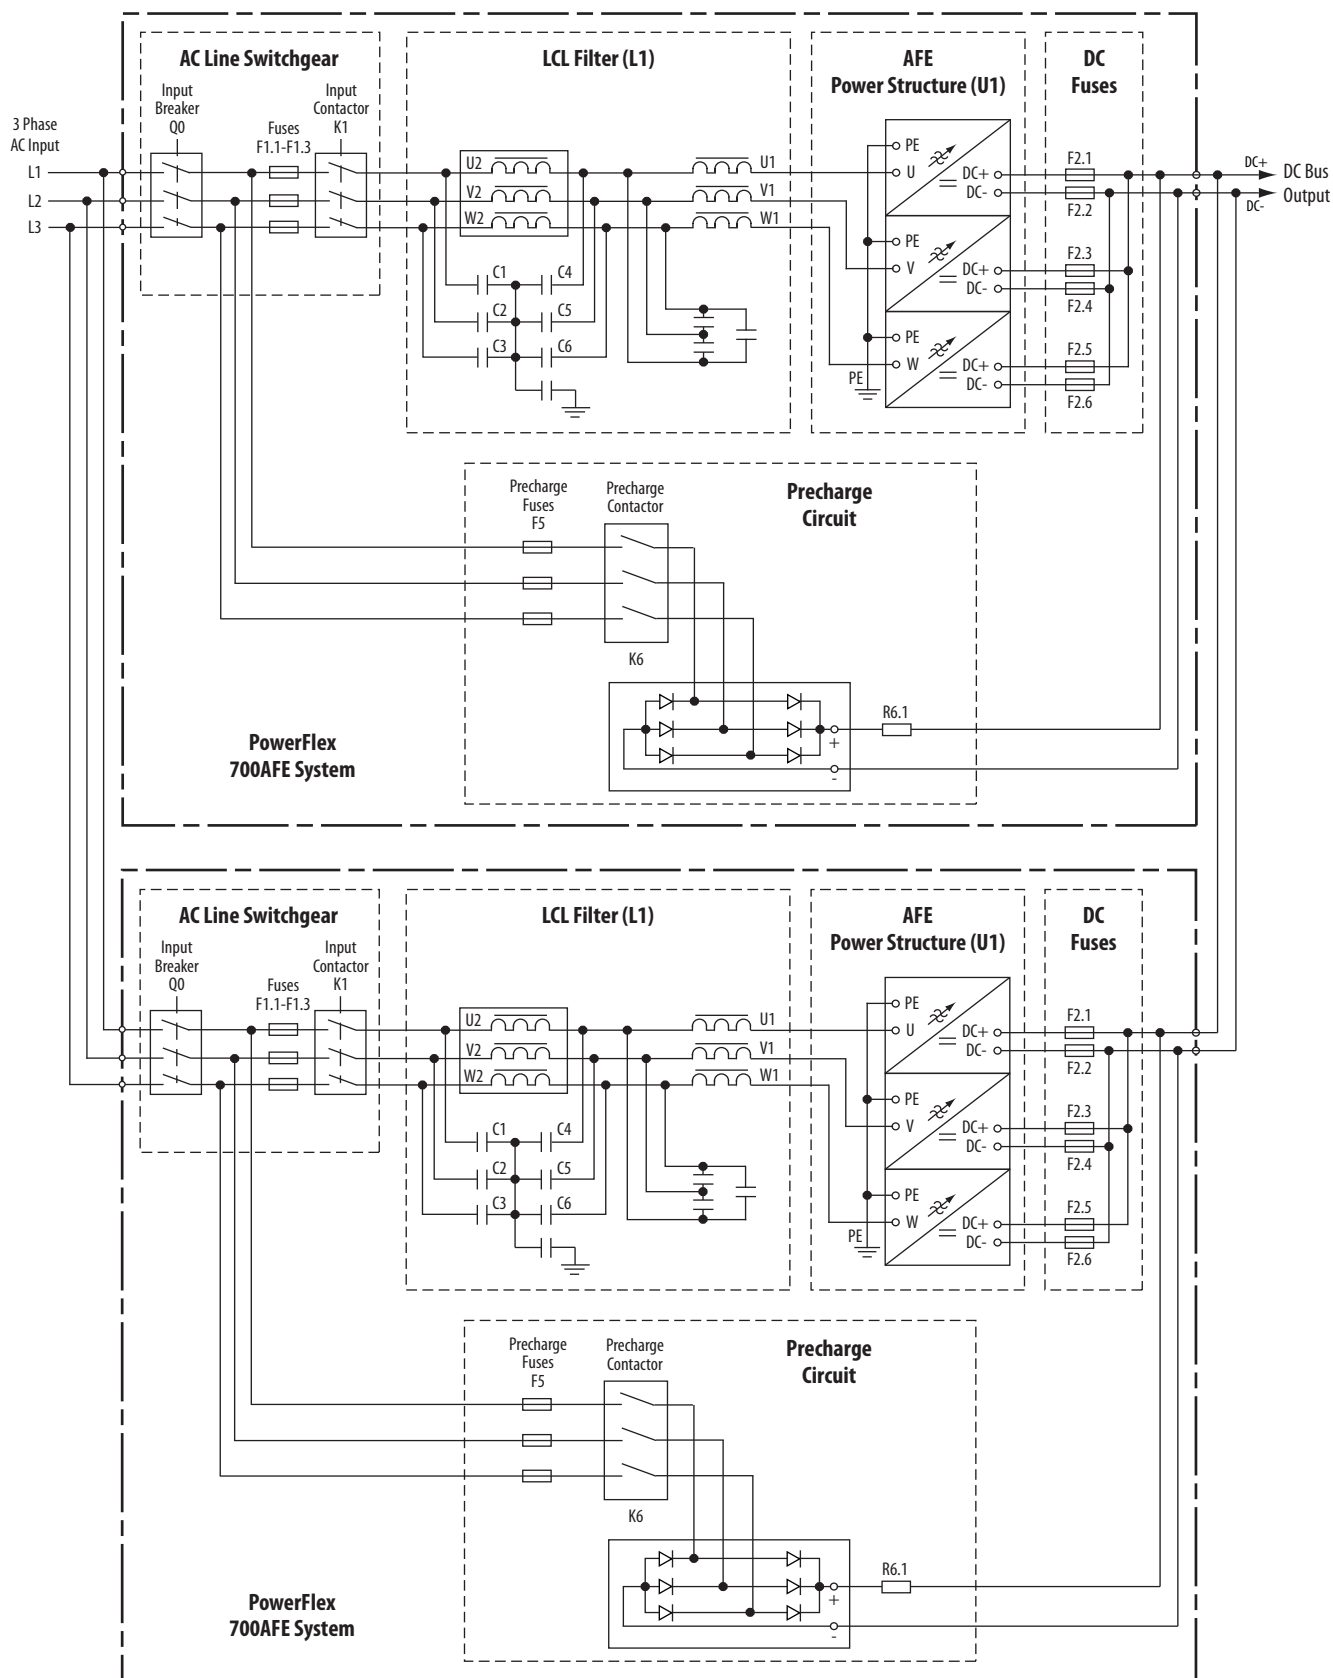 AC Line Switchgear
LCL Filter (L1)
AFE
Power Structure (U1)
DC
Fuses
Input
Breaker
Q0
Fuses
F1.1-F1.3
Input
Contactor
K1
3 Phase
AC Input
L1
L2
L3
U2
V2
W2
U1
V1
W1
C1
C4
C2
C5
C3
C6
PE
U
DC+
DC-
PE
V
DC+
DC-
PE
W
DC+
DC-
PE
F2.1
F2.2
F2.3
F2.4
F2.5
F2.6
DC+
DC-
DC Bus
Output
Precharge
Fuses
F5
Precharge
Contactor
Precharge
Circuit
K6
R6.1
+
-
PowerFlex
700AFE System
AC Line Switchgear
LCL Filter (L1)
AFE
Power Structure (U1)
DC
Fuses
Input
Breaker
Q0
Fuses
F1.1-F1.3
Input
Contactor
K1
U2
V2
W2
U1
V1
W1
C1
C4
C2
C5
C3
C6
PE
U
DC+
DC-
PE
V
DC+
DC-
PE
W
DC+
DC-
PE
F2.1
F2.2
F2.3
F2.4
F2.5
F2.6
Precharge
Fuses
F5
Precharge
Contactor
Precharge
Circuit
K6
R6.1
+
-
PowerFlex
700AFE System